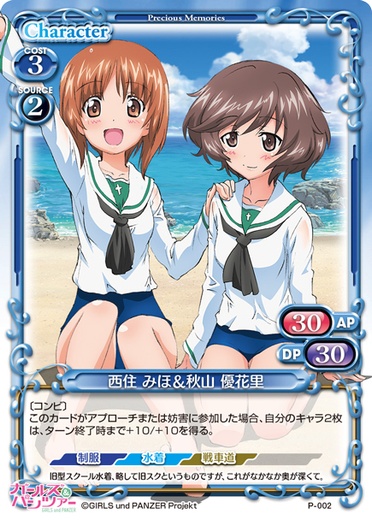 Precious Memories
Character
COST
3
SOURCE
2
30 AP
DP 30
西住 みほ&秋山 優花里
〔コンビ〕
このカードがアプローチまたは妨害に参加した場合、自分のキャラ2枚
は、ターン終了時まで+10/+10を得る。
制服 水着 戦車道
旧型スクール水着、略して旧スクというものですが、これがなかなか奥が深くて。
ガールズ&パンツァー
GIRLS und PANZER
©GIRLS und PANZER Projekt P-002